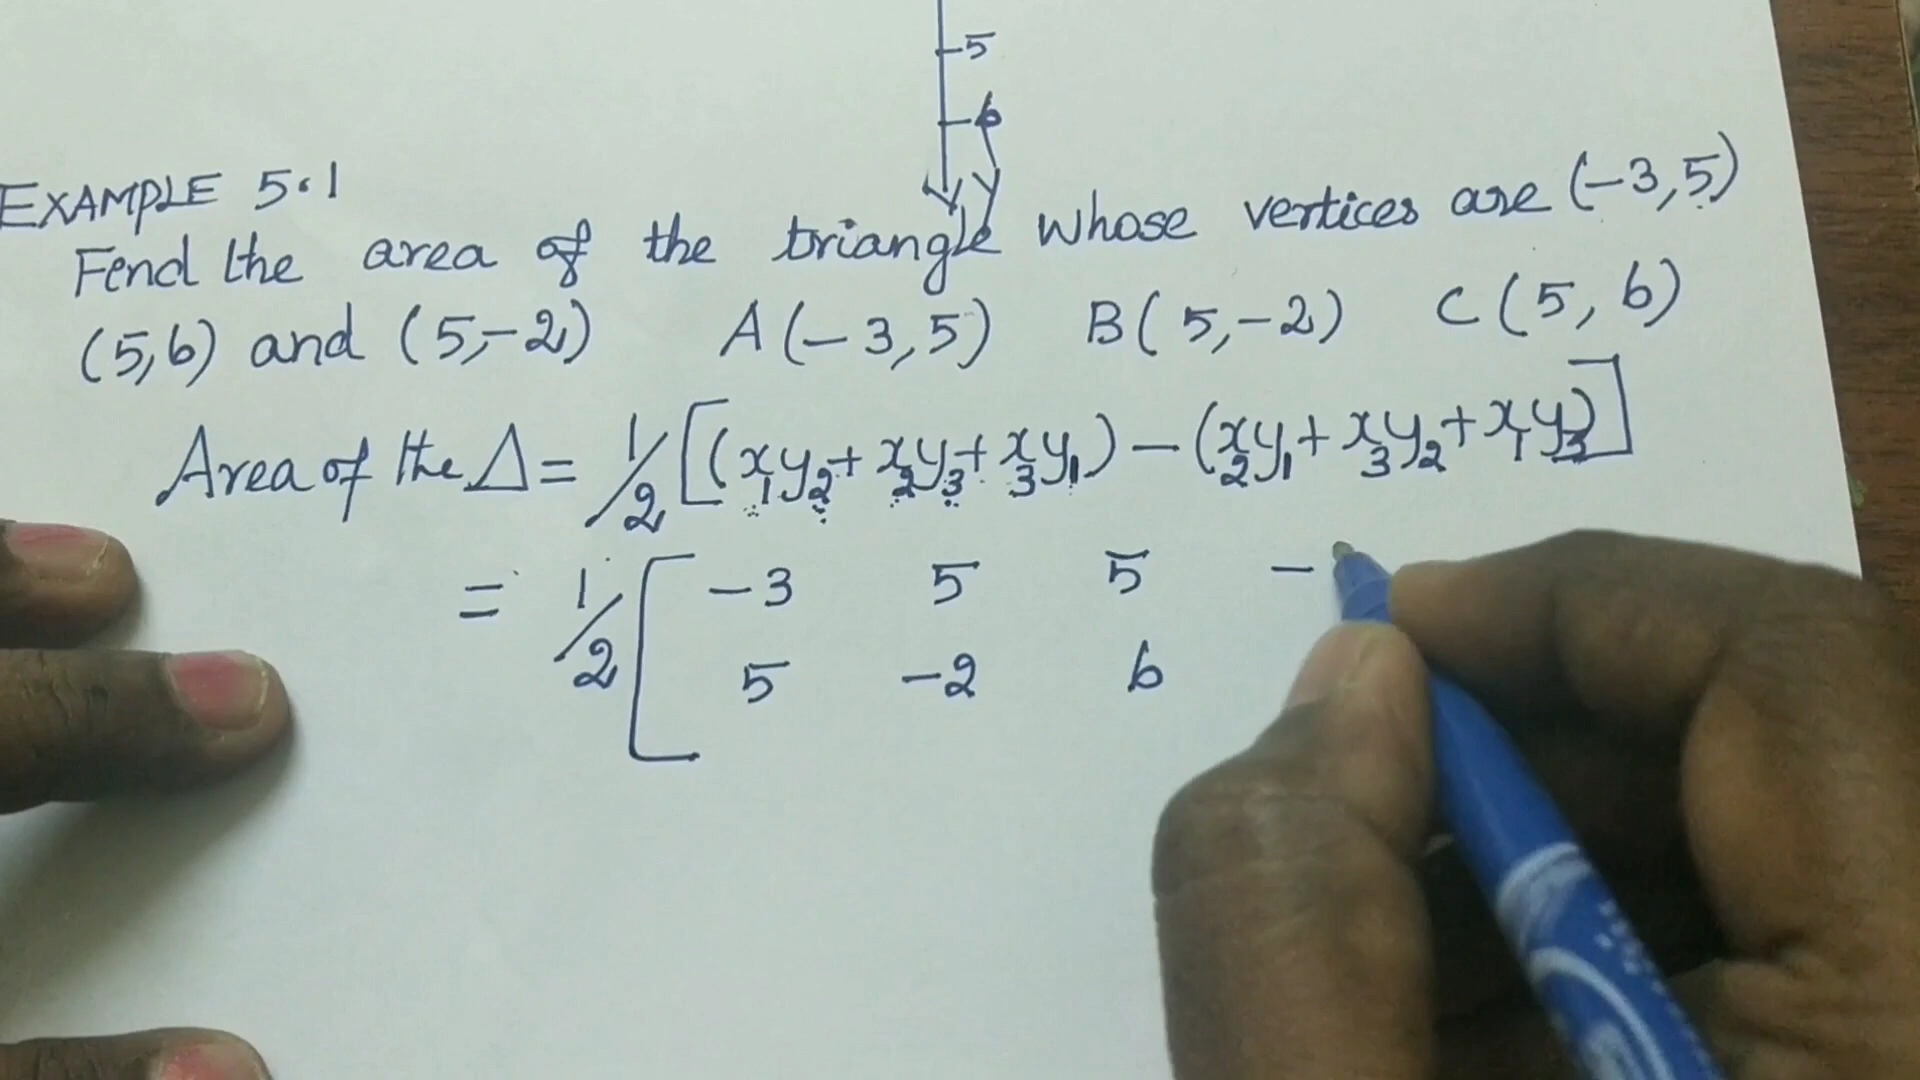 -5
-6
EXAMPLE 5.1
Fend the area of the triangle whose vertices are (-3,5)
(5,6) and (5,-2) A(-3,5) B(5,-2) C(5,6)
Area of the Δ = 1/2 [(x₁y₂+x₂y₃+x₃y₁)-(x₂y₁+x₃y₂+x₁y₃)]
= 1/2 [ -3 5 5 -
5 -2 6